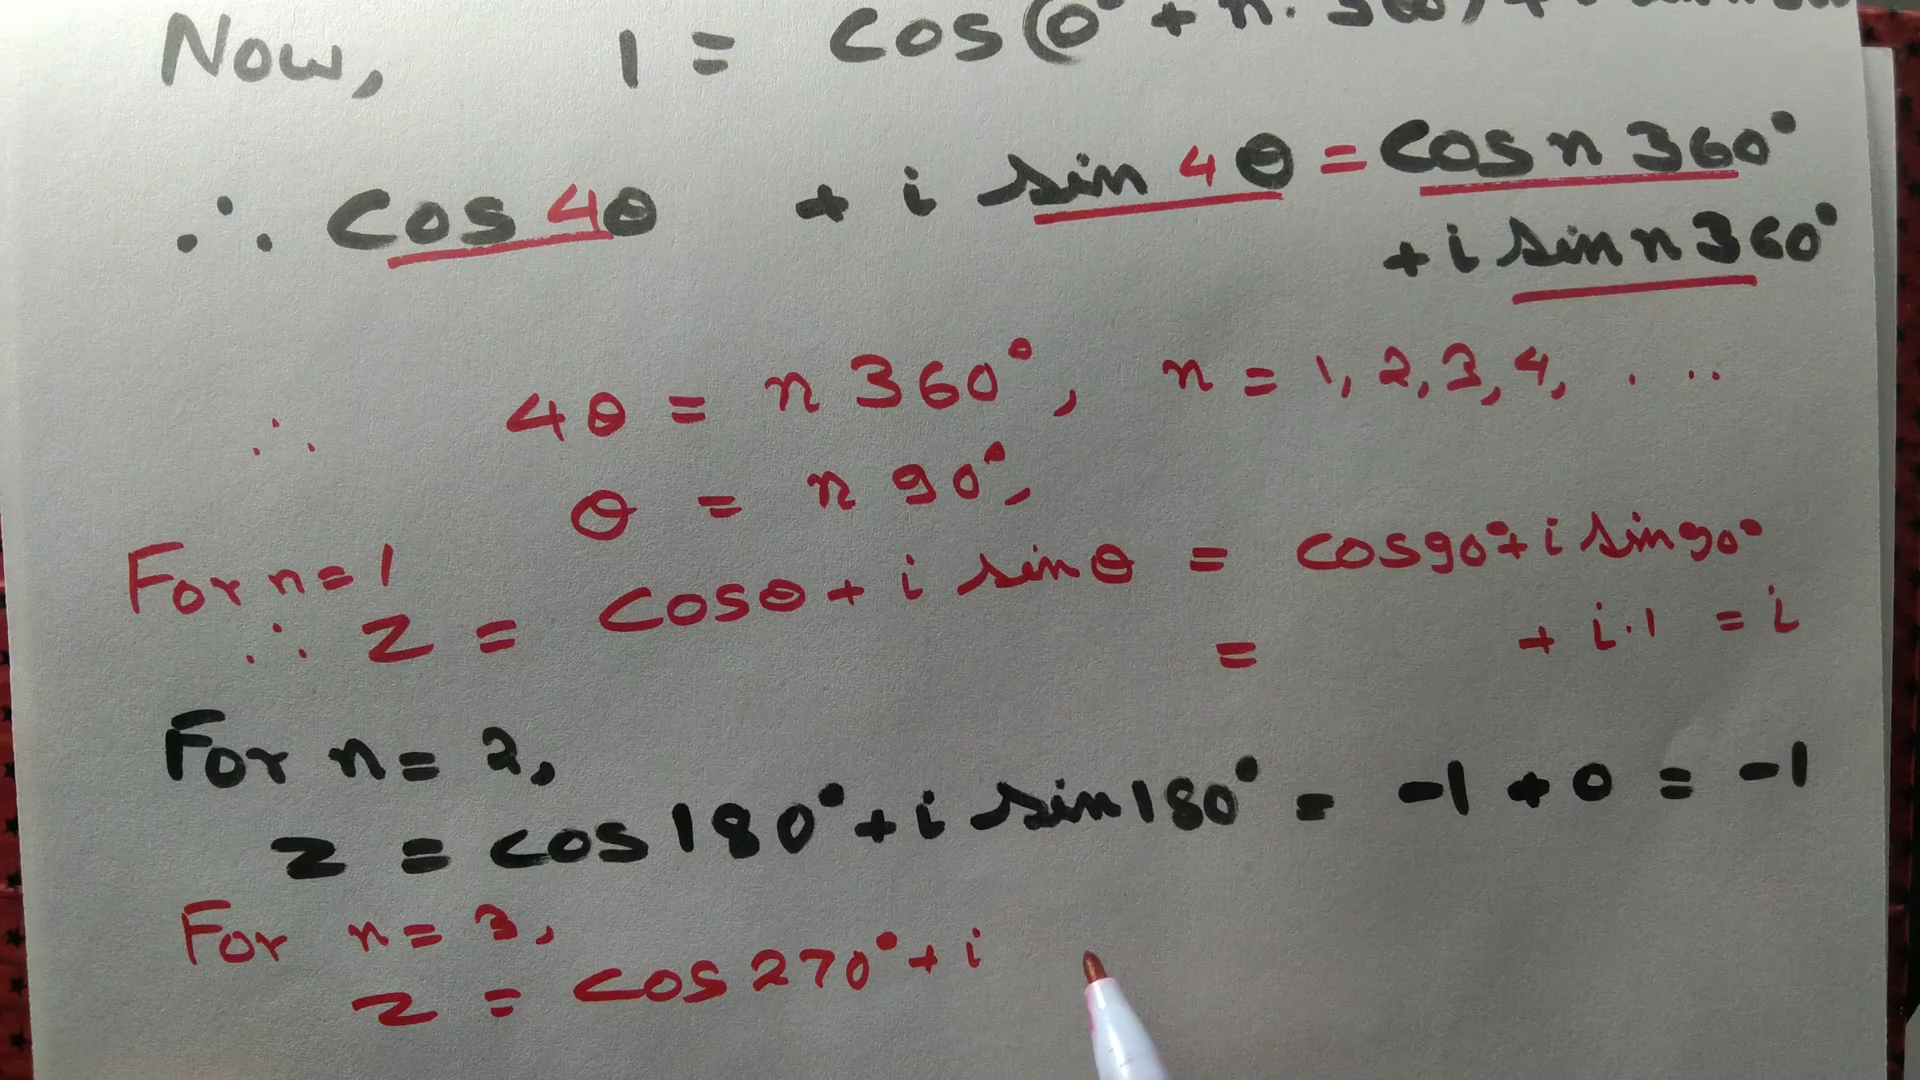 Now, 1 = cos(0° + n.
∴ cos 4θ + i sin 4θ = cos n 360°
+ i sin n 360°
∴ 4θ = n 360°, n = 1, 2, 3, 4, ...
θ = n 90°,
For n = 1
∴ z = cosθ + i sinθ = cos90° + i sin90°
= + i.1 = i
For n = 2,
z = cos 180° + i sin 180° = -1 + 0 = -1
For n = 3,
z = cos 270° + i